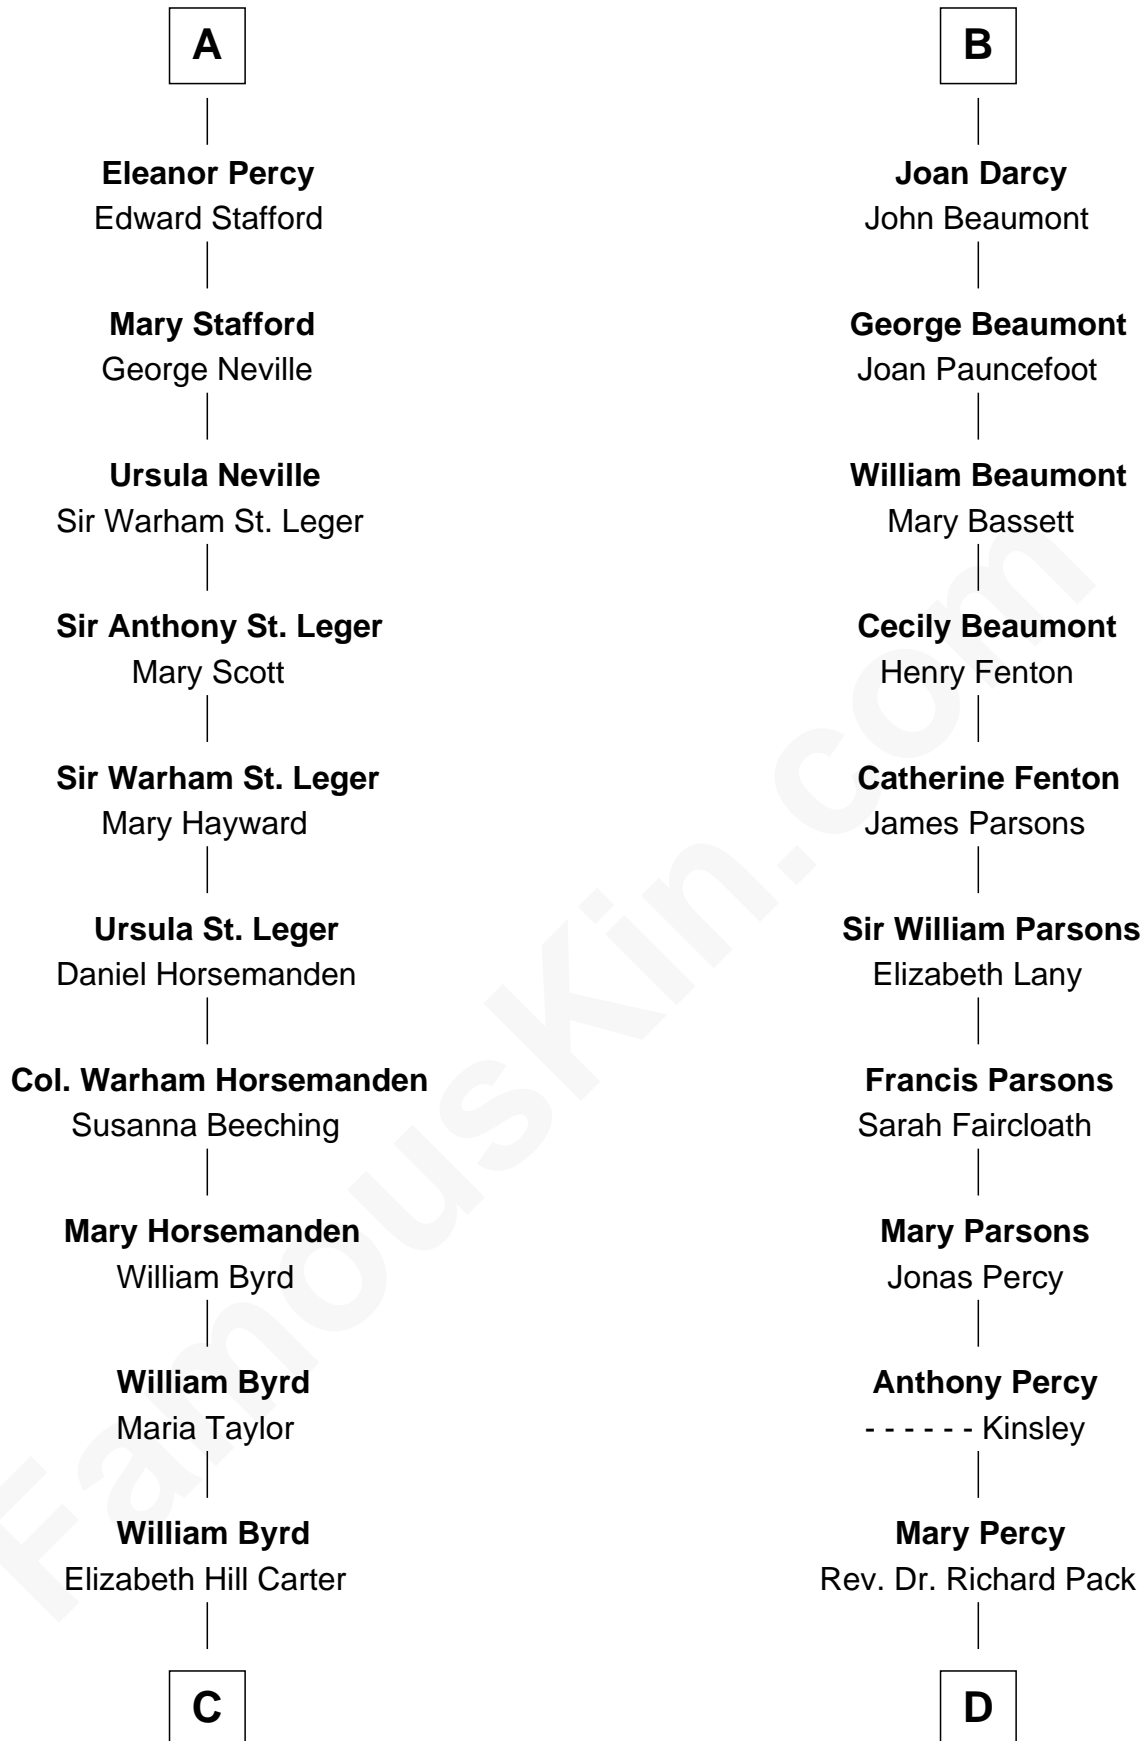 A
Eleanor Percy
Edward Stafford
Mary Stafford
George Neville
Ursula Neville
Sir Warham St. Leger
Sir Anthony St. Leger
Mary Scott
Sir Warham St. Leger
Mary Hayward
Ursula St. Leger
Daniel Horsemanden
Col. Warham Horsemanden
Susanna Beeching
Mary Horsemanden
William Byrd
William Byrd
Maria Taylor
William Byrd
Elizabeth Hill Carter
C
B
Joan Darcy
John Beaumont
George Beaumont
Joan Pauncefoot
William Beaumont
Mary Bassett
Cecily Beaumont
Henry Fenton
Catherine Fenton
James Parsons
Sir William Parsons
Elizabeth Lany
Francis Parsons
Sarah Faircloath
Mary Parsons
Jonas Percy
Anthony Percy
- - - - - - Kinsley
Mary Percy
Rev. Dr. Richard Pack
D
FamousKin.com